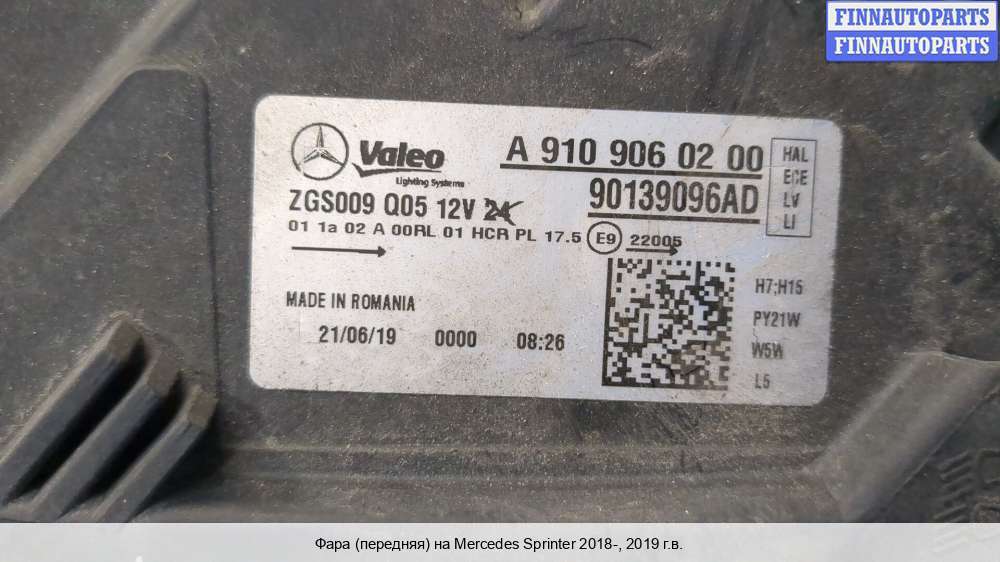 FINNAUTOPARTS
FINNAUTOPARTS
Valeo
Lighting Systems
A 910 906 02 00
90139096AD
HAL
ECE
LV
LI
ZGS009 Q05 12V 24
01 1a 02 A 00RL 01 HCR PL 17.5 E9 22005
MADE IN ROMANIA
21/06/19 0000 08:26
H7;H15
PY21W
W5W
L5
Фара (передняя) на Mercedes Sprinter 2018-, 2019 г.в.